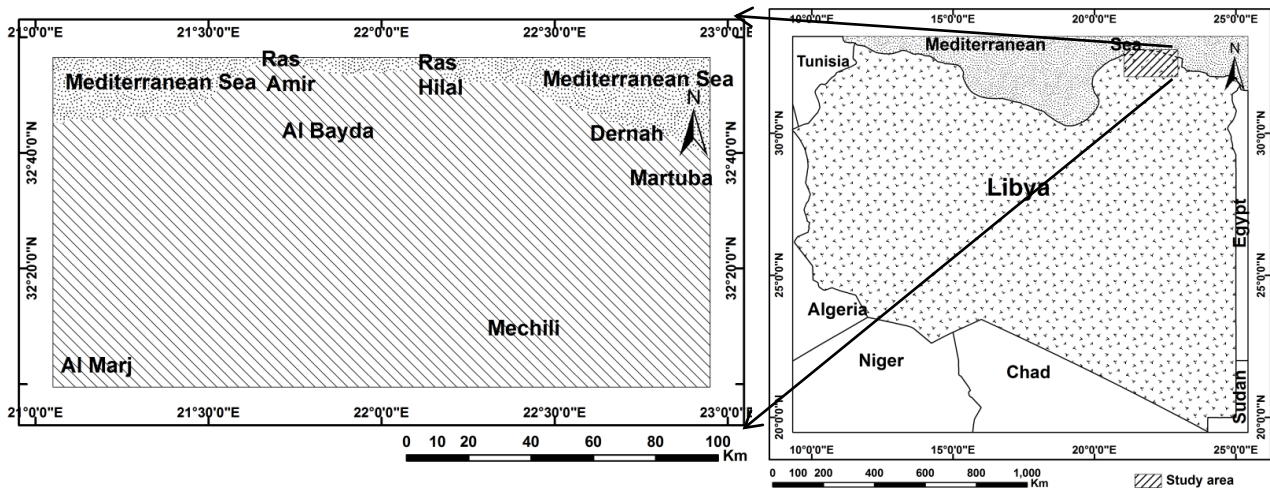 21°0'0"E 21°30'0"E 22°0'0"E 22°30'0"E 23°0'0"E
Ras Amir
Ras Hilal
Mediterranean Sea
Mediterranean Sea
N
Al Bayda
Dernah
Martuba
Mechili
Al Marj
32°40'0"N
32°20'0"N
32°40'0"N
32°20'0"N
21°0'0"E 21°3'0'0"E 22°0'0"E 22°30'0"E 23°0'0"E
0 10 20 40 60 80 100
Km
10°0'0"E 15°0'0"E 20°0'0"E 25°0'0"E
Mediterranean Sea
Tunisia
N
Libya
Egypt
Algeria
Niger
Chad
Sudan
30°0'0"N
25°0'0"N
20°0'0"N
30°0'0"N
25°0'0"N
20°0'0"N
10°0'0"E 15°0'0"E 20°0'0"E 25°0'0"E
0 100 200 400 600 800 1,000
Km
Study area